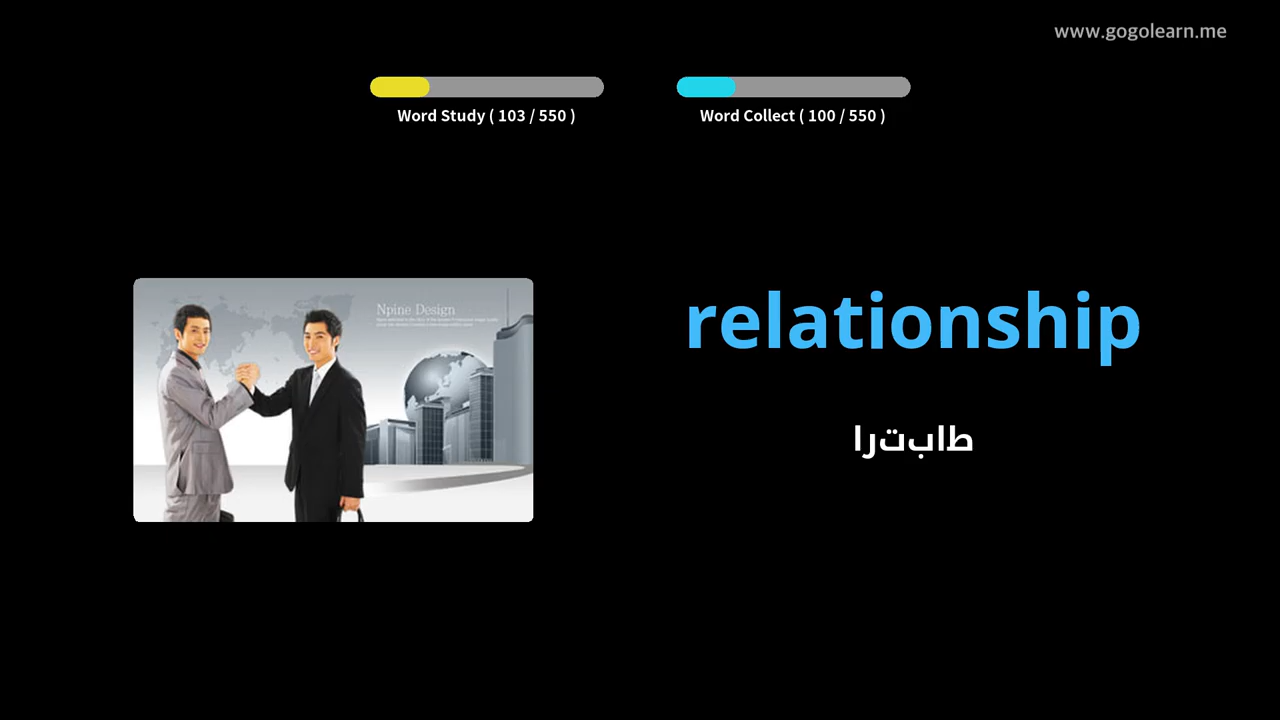 www.gogolearn.me
Word Study ( 103 / 550 )
Word Collect ( 100 / 550 )
Npine Design
relationship
طابترا